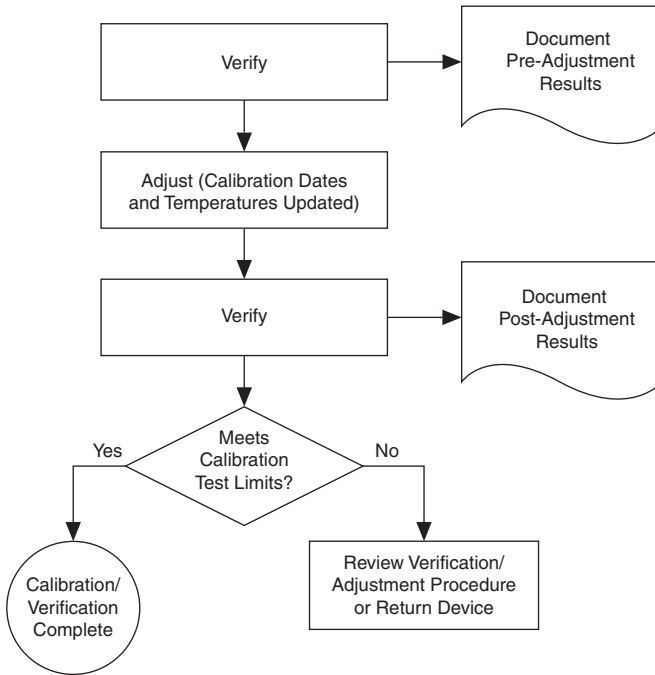 Verify
Document
Pre-Adjustment
Results
Adjust (Calibration Dates
and Temperatures Updated)
Verify
Document
Post-Adjustment
Results
Meets
Calibration
Test Limits?
Yes
No
Calibration/
Verification
Complete
Review Verification/
Adjustment Procedure
or Return Device